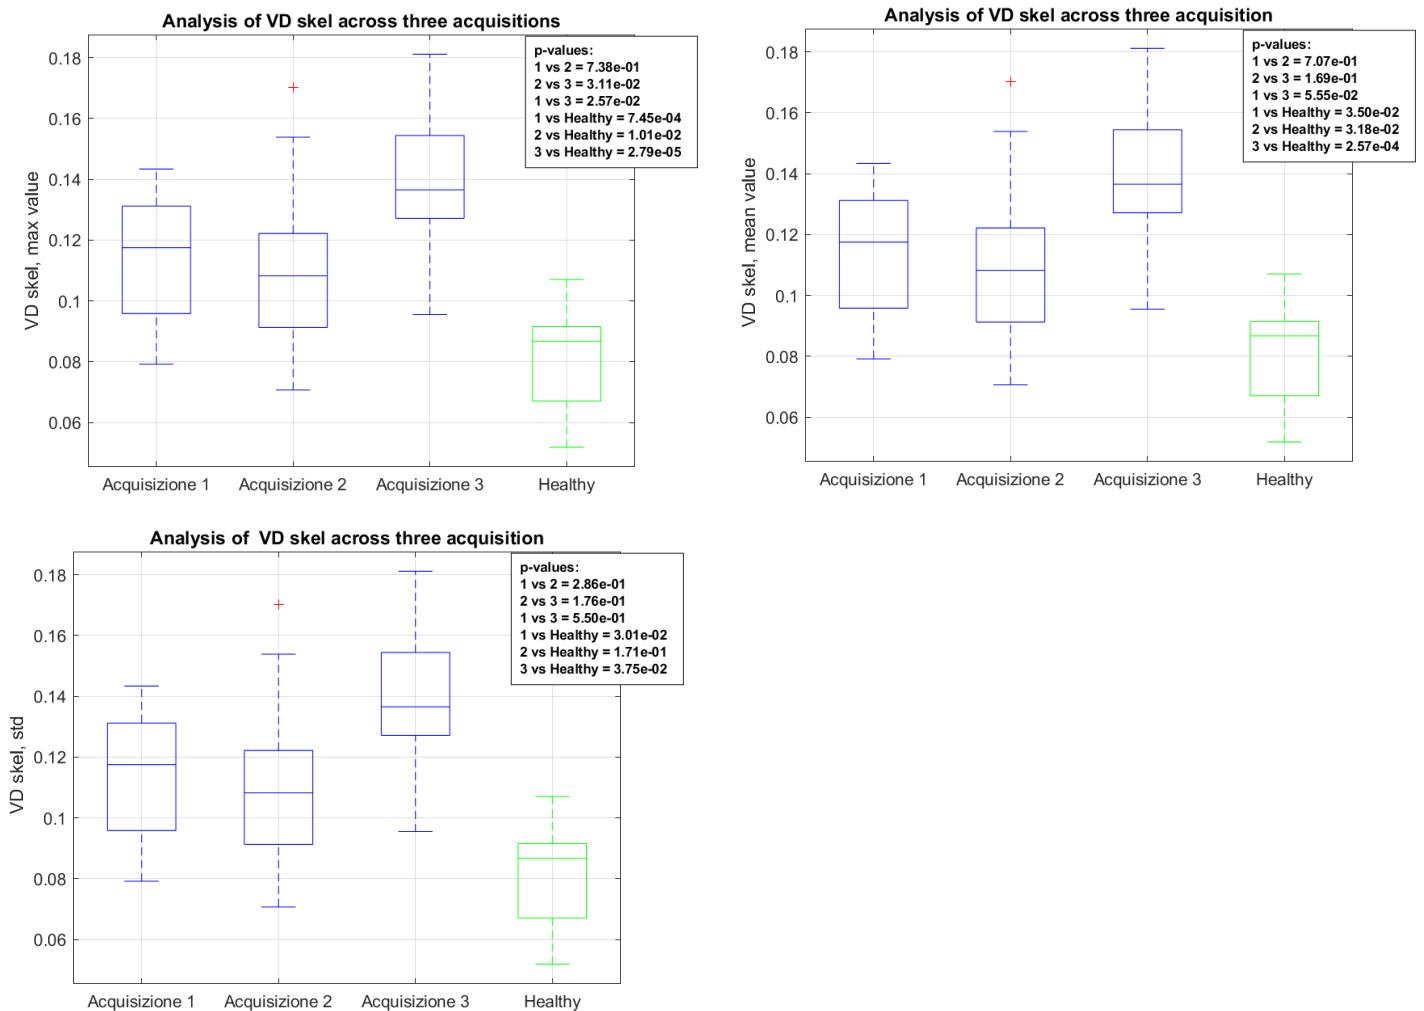 Analysis of VD skel across three acquisitions
VD skel, max value
0.18
0.16
0.14
0.12
0.1
0.08
0.06
p-values:
1 vs 2 = 7.38e-01
2 vs 3 = 3.11e-02
1 vs 3 = 2.57e-02
1 vs Healthy = 7.45e-04
2 vs Healthy = 1.01e-02
3 vs Healthy = 2.79e-05
Acquisizione 1
Acquisizione 2
Acquisizione 3
Healthy
Analysis of VD skel across three acquisition
VD skel, mean value
0.18
0.16
0.14
0.12
0.1
0.08
0.06
p-values:
1 vs 2 = 7.07e-01
2 vs 3 = 1.69e-01
1 vs 3 = 5.55e-02
1 vs Healthy = 3.50e-02
2 vs Healthy = 3.18e-02
3 vs Healthy = 2.57e-04
Acquisizione 1
Acquisizione 2
Acquisizione 3
Healthy
Analysis of  VD skel across three acquisition
VD skel, std
0.18
0.16
0.14
0.12
0.1
0.08
0.06
p-values:
1 vs 2 = 2.86e-01
2 vs 3 = 1.76e-01
1 vs 3 = 5.50e-01
1 vs Healthy = 3.01e-02
2 vs Healthy = 1.71e-01
3 vs Healthy = 3.75e-02
Acquisizione 1
Acquisizione 2
Acquisizione 3
Healthy